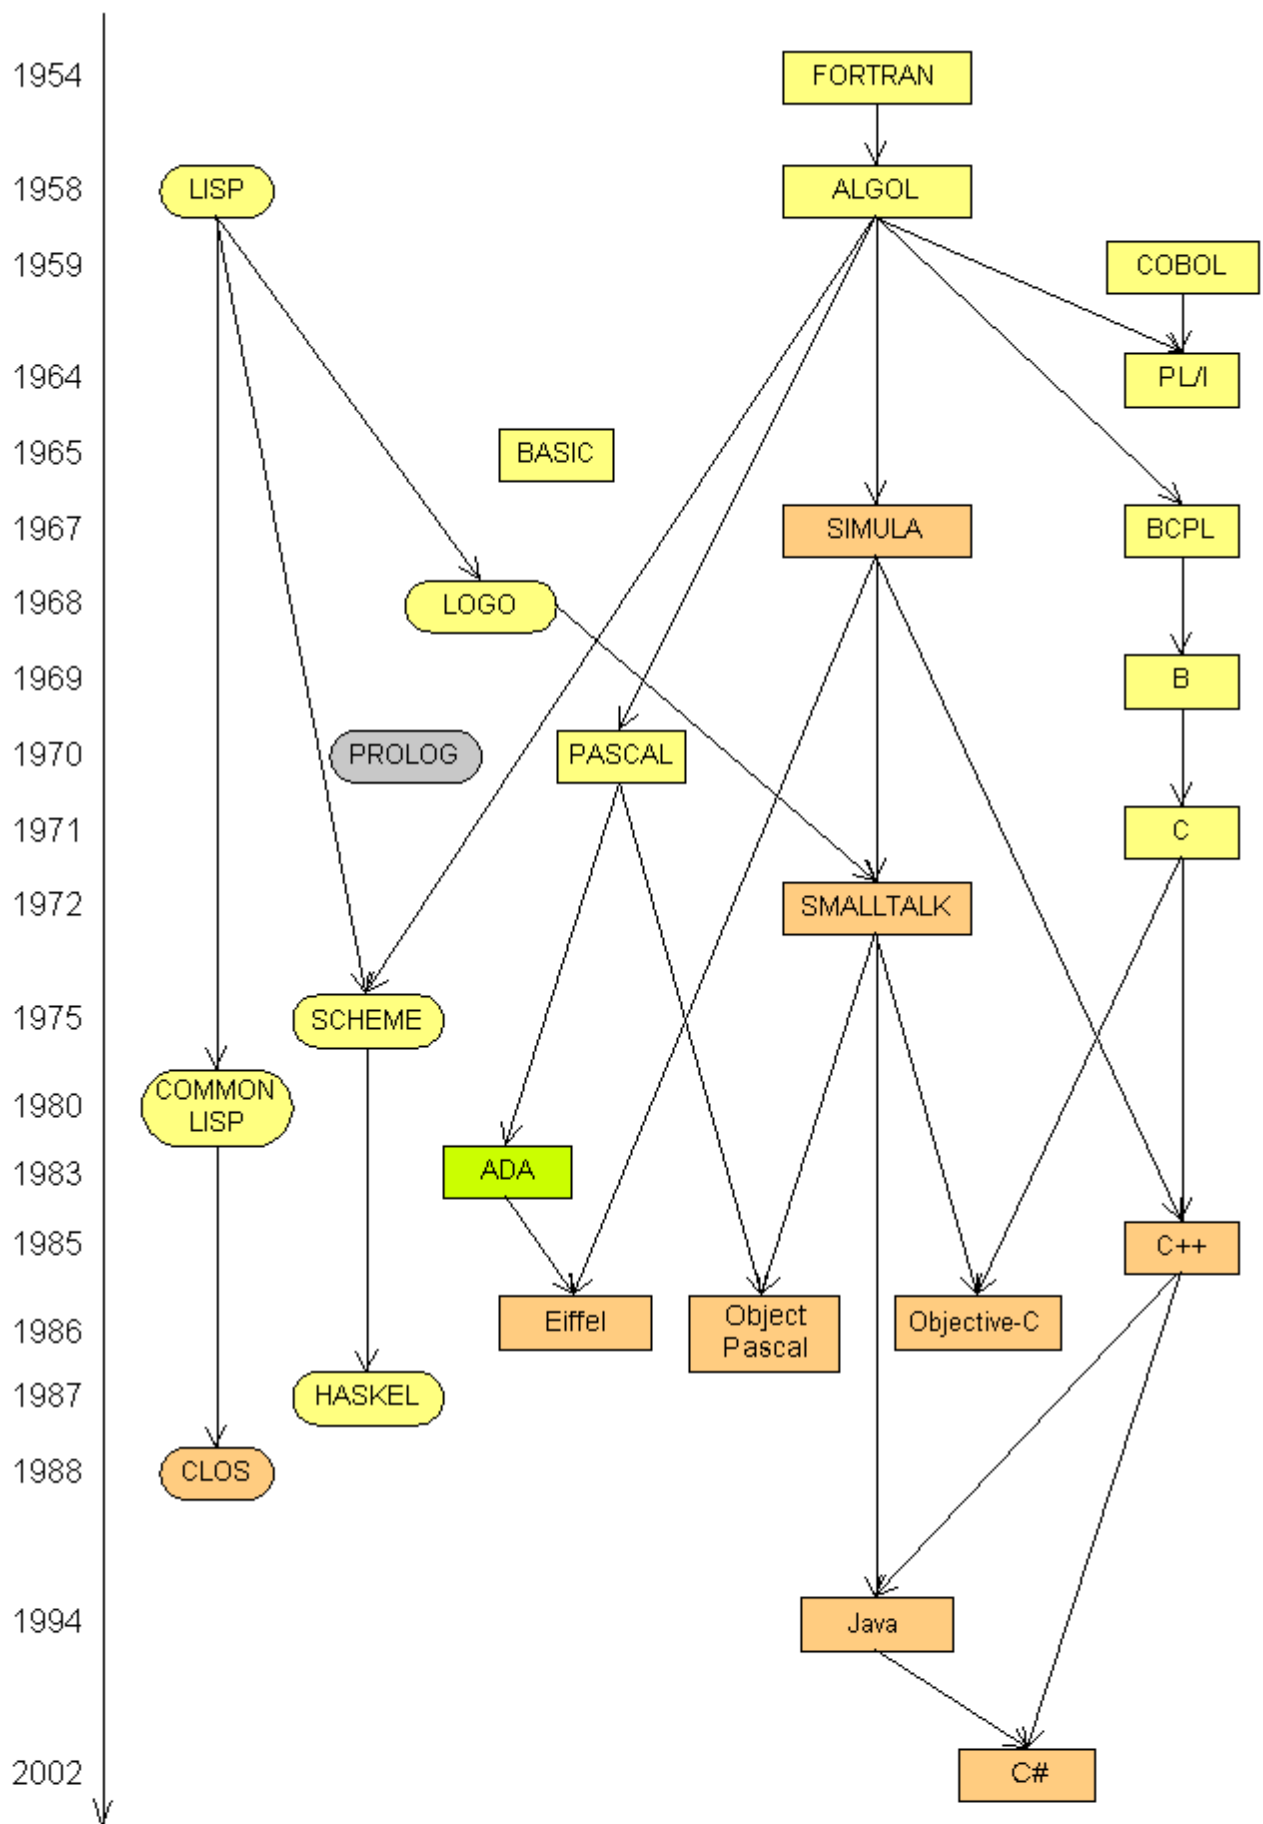 1954
FORTRAN
1958
LISP
ALGOL
1959
COBOL
1964
PL/I
1965
BASIC
1967
SIMULA
BCPL
1968
LOGO
1969
B
1970
PROLOG
PASCAL
1971
C
1972
SMALLTALK
1975
SCHEME
1980
COMMON
LISP
1983
ADA
1985
C++
1986
Eiffel
Object
Pascal
Objective-C
1987
HASKEL
1988
CLOS
1994
Java
2002
C#